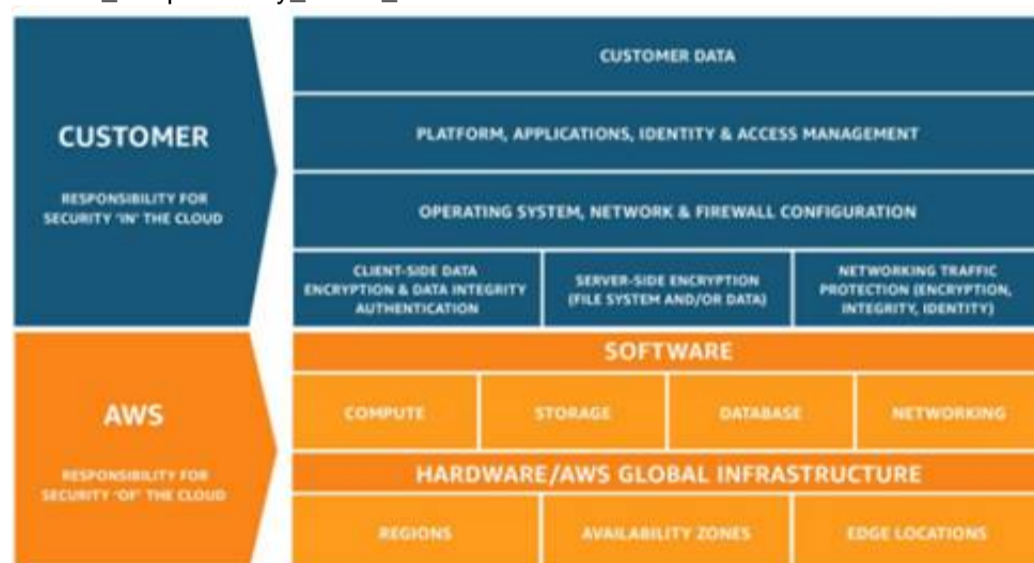 CUSTOMER
RESPONSIBILITY FOR
SECURITY 'IN' THE CLOUD
CUSTOMER DATA
PLATFORM, APPLICATIONS, IDENTITY & ACCESS MANAGEMENT
OPERATING SYSTEM, NETWORK & FIREWALL CONFIGURATION
CLIENT-SIDE DATA
ENCRYPTION & DATA INTEGRITY
AUTHENTICATION
SERVER-SIDE ENCRYPTION
(FILE SYSTEM AND/OR DATA)
NETWORKING TRAFFIC
PROTECTION (ENCRYPTION,
INTEGRITY, IDENTITY)
AWS
RESPONSIBILITY FOR
SECURITY 'OF' THE CLOUD
SOFTWARE
COMPUTE
STORAGE
DATABASE
NETWORKING
HARDWARE/AWS GLOBAL INFRASTRUCTURE
REGIONS
AVAILABILITY ZONES
EDGE LOCATIONS